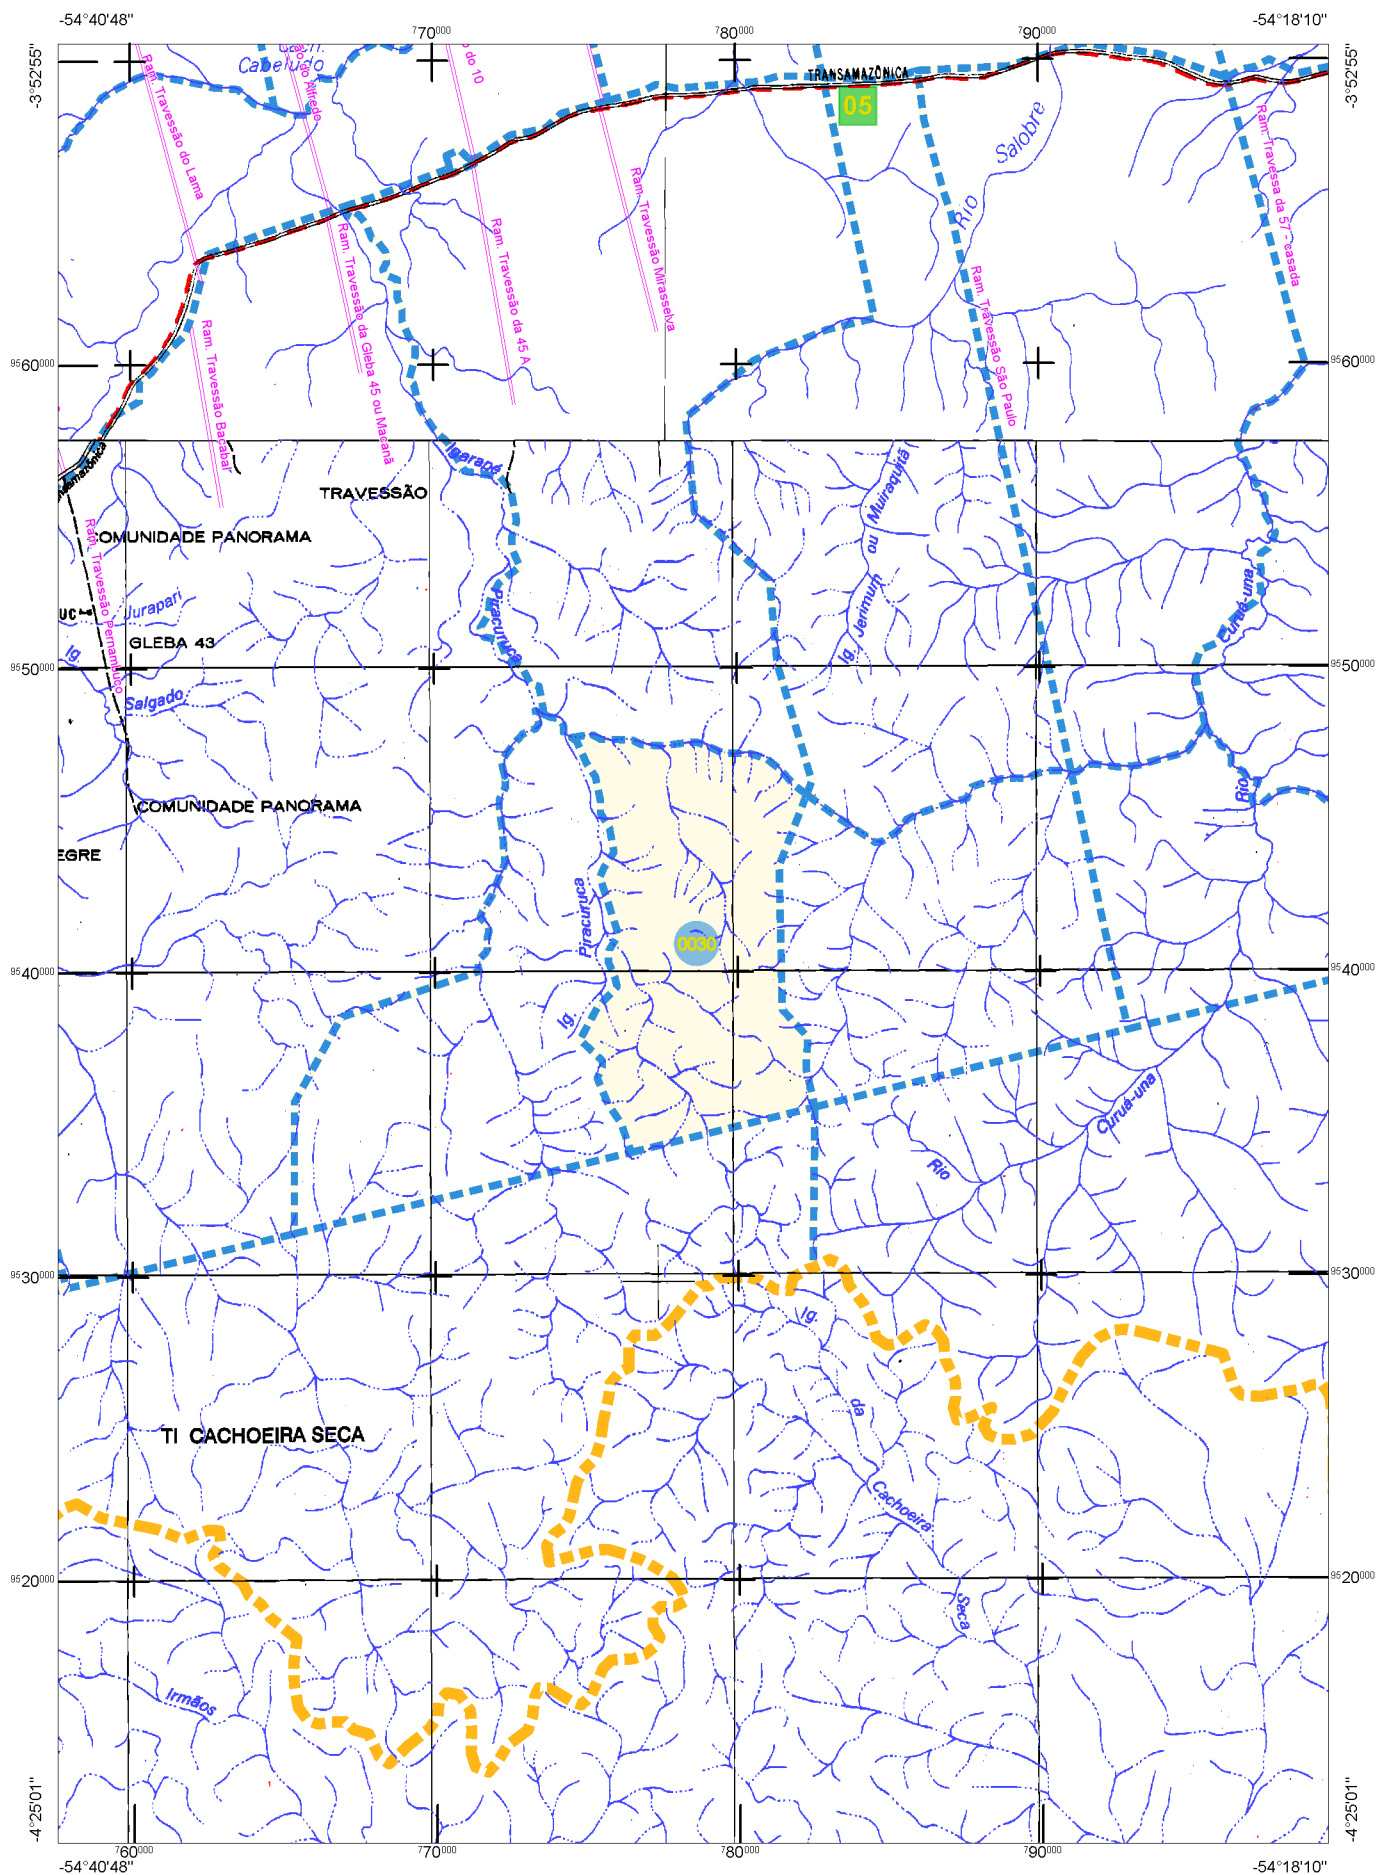 -54°40'48"
770000
780000
790000
-54°18'10"
-3°52'55"
-3°52'55"
Cach.
Cabeludo
do Alfredo
do 10
TRANSAMAZÔNICA
05
Salobre
Rio
Ram. Travessão do Lama
Ram. Travessão da Gleba 45 ou Macanã
Ram. Travessão da 45 A
Ram. Travessão Mirasselva
Ram. Travessão São Paulo
Ram. Travessa da 57 - casada
Ram. Travessão Bacabal
9560000
9560000
Igarapé
TRAVESSÃO
Ig. Jerimum ou Muiraquitã
COMUNIDADE PANORAMA
Ram. Travessão Pernambuco
Jurapari
UC
GLEBA 43
Piracuruca
Curuá-una
Ig.
9550000
9550000
Salgado
Rio
COMUNIDADE PANORAMA
EGRE
Piracuruca
0030
9540000
9540000
Ig.
Curuá-una
Rio
9530000
9530000
Ig.
da
TI CACHOEIRA SECA
Cachoeira
9520000
9520000
Seca
Irmãos
-4°25'01"
-4°25'01"
760000
770000
780000
790000
-54°40'48"
-54°18'10"